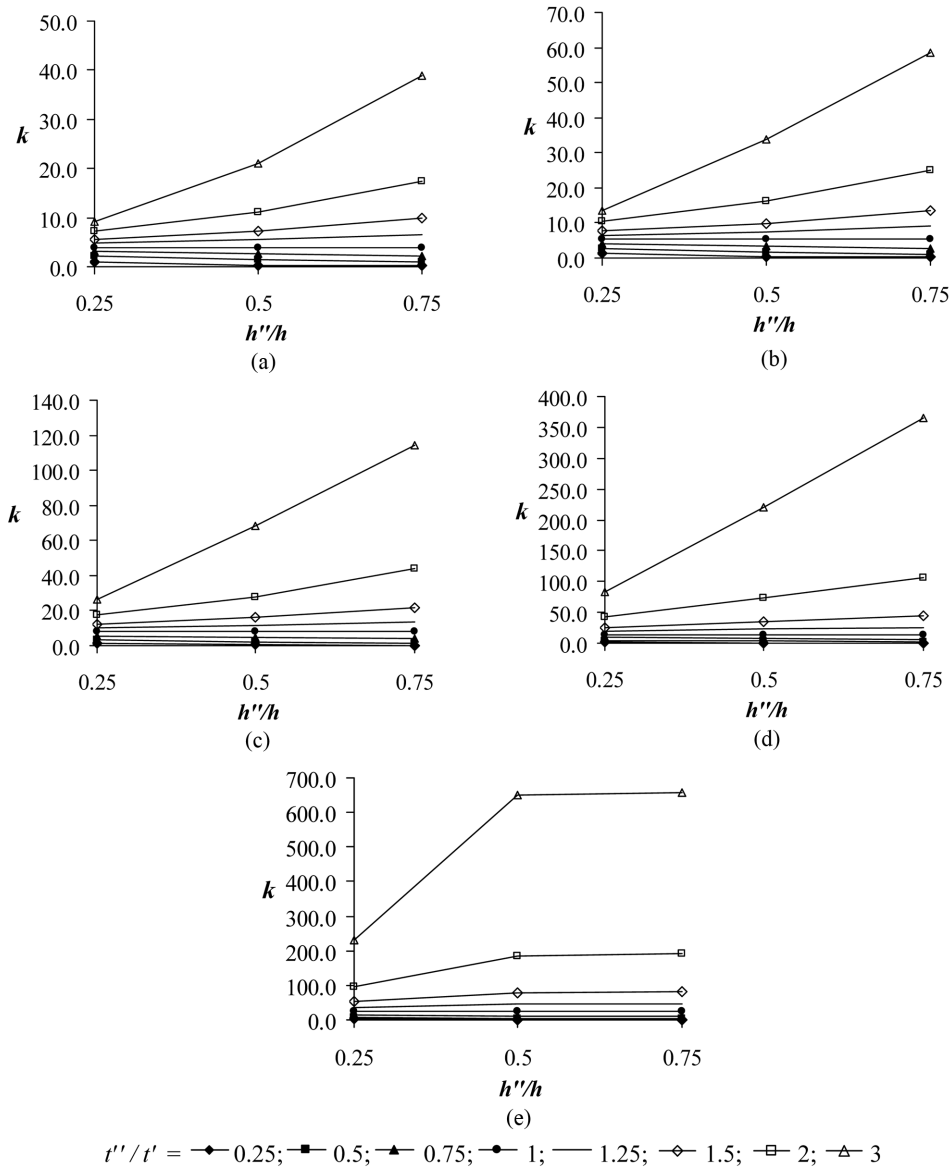 50.0
40.0
30.0
20.0
10.0
0.0
k
0.25 0.5 0.75
h''/h
(a)
70.0
60.0
50.0
40.0
30.0
20.0
10.0
0.0
k
0.25 0.5 0.75
h''/h
(b)
140.0
120.0
100.0
80.0
60.0
40.0
20.0
0.0
k
0.25 0.5 0.75
h''/h
(c)
400.0
350.0
300.0
250.0
200.0
150.0
100.0
50.0
0.0
k
0.25 0.5 0.75
h''/h
(d)
700.0
600.0
500.0
400.0
300.0
200.0
100.0
0.0
k
0.25 0.5 0.75
h''/h
(e)
t''/t' = 0.25; 0.5; 0.75; 1; 1.25; 1.5; 2; 3